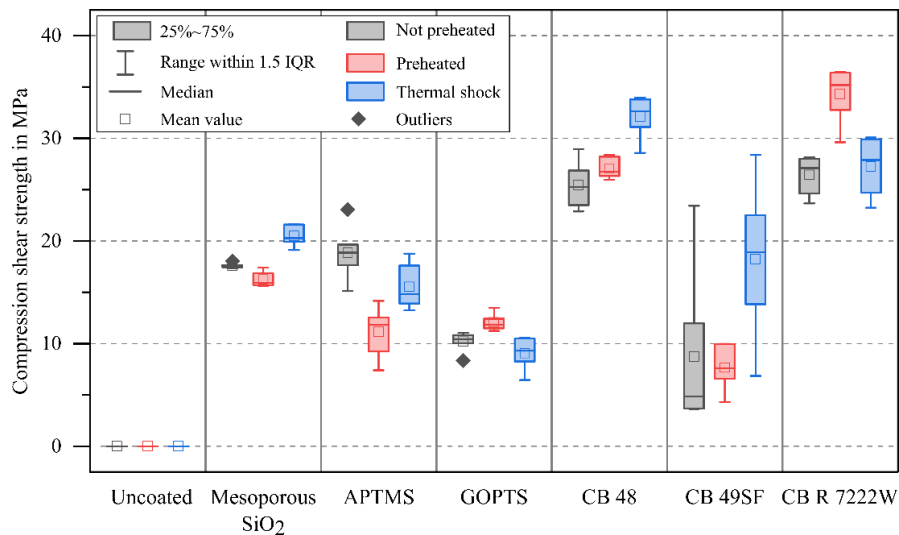 Compression shear strength in MPa
40
30
20
10
0
25%~75%
Range within 1.5 IQR
Median
Mean value
Not preheated
Preheated
Thermal shock
Outliers
Uncoated
Mesoporous
SiO2
APTMS
GOPTS
CB 48
CB 49SF
CB R 7222W